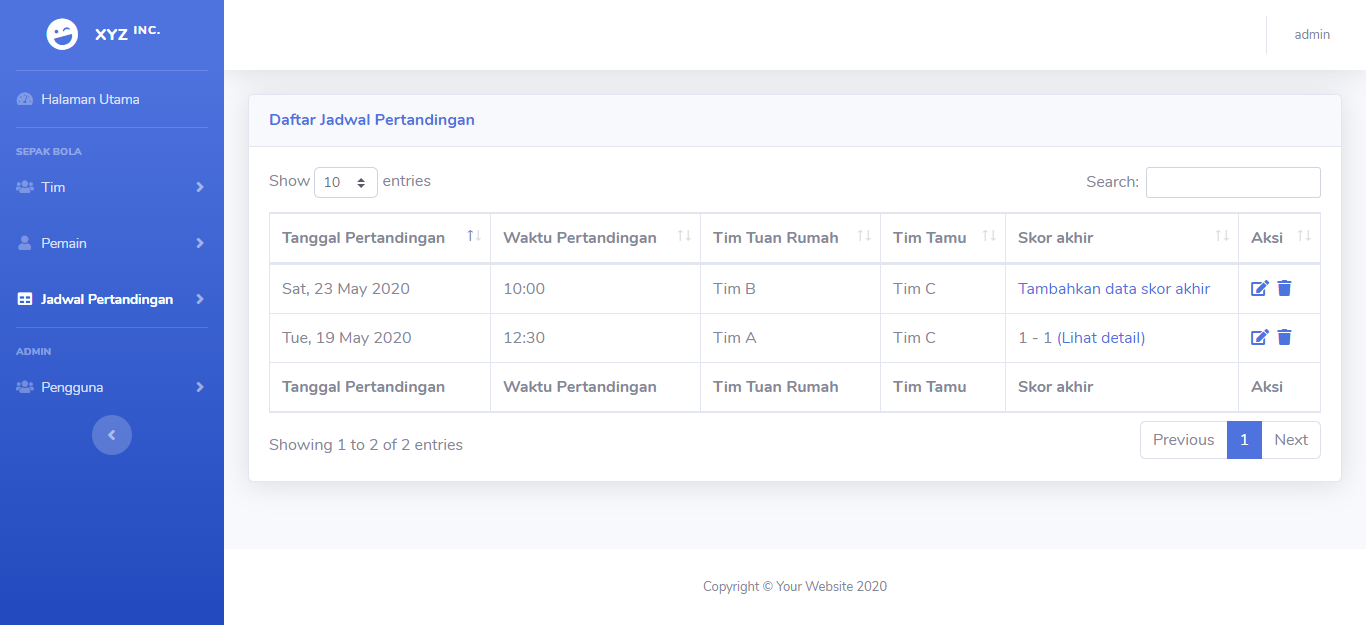 XYZ INC.
admin
Halaman Utama
SEPAK BOLA
Tim
Pemain
Jadwal Pertandingan
ADMIN
Pengguna
Daftar Jadwal Pertandingan
Show 10 entries
Search:
Tanggal Pertandingan Waktu Pertandingan Tim Tuan Rumah Tim Tamu Skor akhir Aksi
Sat, 23 May 2020 10:00 Tim B Tim C Tambahkan data skor akhir
Tue, 19 May 2020 12:30 Tim A Tim C 1 - 1 (Lihat detail)
Tanggal Pertandingan Waktu Pertandingan Tim Tuan Rumah Tim Tamu Skor akhir Aksi
Showing 1 to 2 of 2 entries
Previous 1 Next
Copyright © Your Website 2020